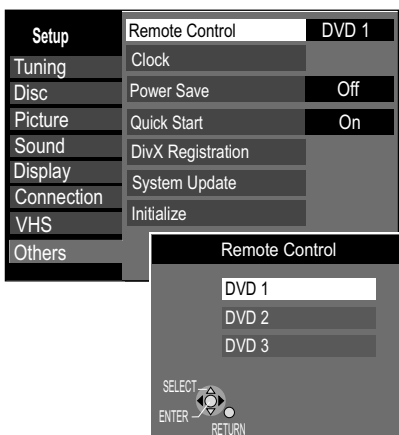 Setup
Tuning
Disc
Picture
Sound
Display
Connection
VHS
Others
Remote Control DVD 1
Clock
Power Save Off
Quick Start On
DivX Registration
System Update
Initialize
Remote Control
DVD 1
DVD 2
DVD 3
SELECT
ENTER
RETURN